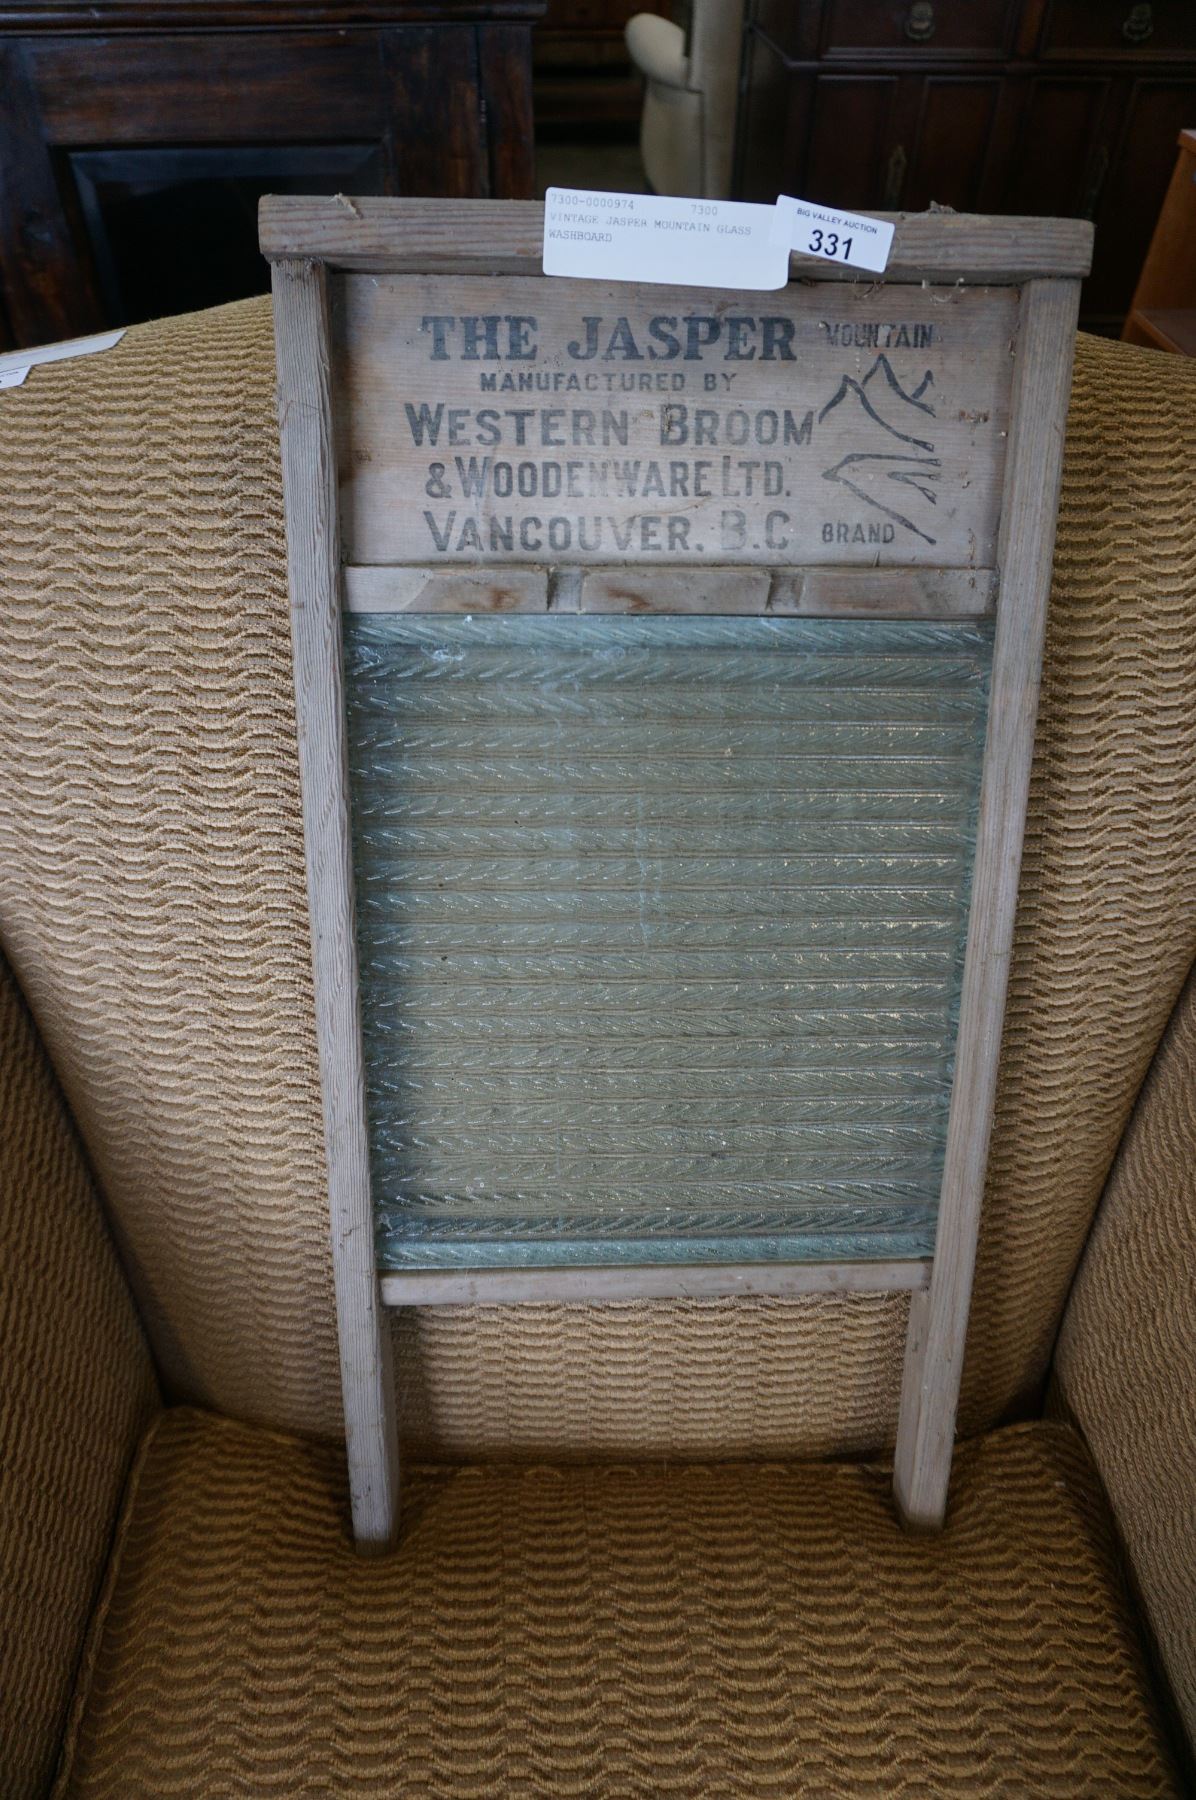 7300-0000974 7300
VINTAGE JASPER MOUNTAIN GLASS
WASHBOARD
BIG VALLEY AUCTION
331
THE JASPER
MANUFACTURED BY
WESTERN BROOM
& WOODENWARE LTD.
VANCOUVER. B.C
MOUNTAIN
BRAND